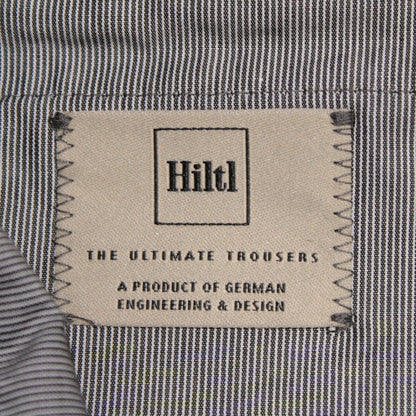 Hiltl
THE ULTIMATE TROUSERS
A PRODUCT OF GERMAN
ENGINEERING & DESIGN